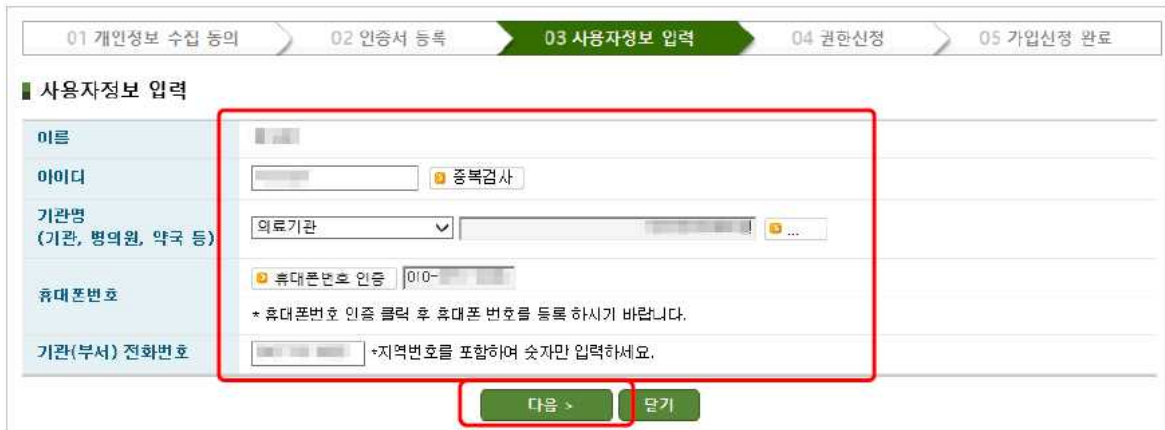 01 개인정보 수집 동의
02 인증서 등록
03 사용자정보 입력
04 권한신청
05 가입신청 완료
사용자정보 입력
이름
아이디
중복검사
기관명
(기관, 병의원, 약국 등)
의료기관
...
휴대폰번호
휴대폰번호 인증
010-
* 휴대폰번호 인증 클릭 후 휴대폰 번호를 등록 하시기 바랍니다.
기관(부서) 전화번호
*지역번호를 포함하여 숫자만 입력하세요.
다음 >
닫기